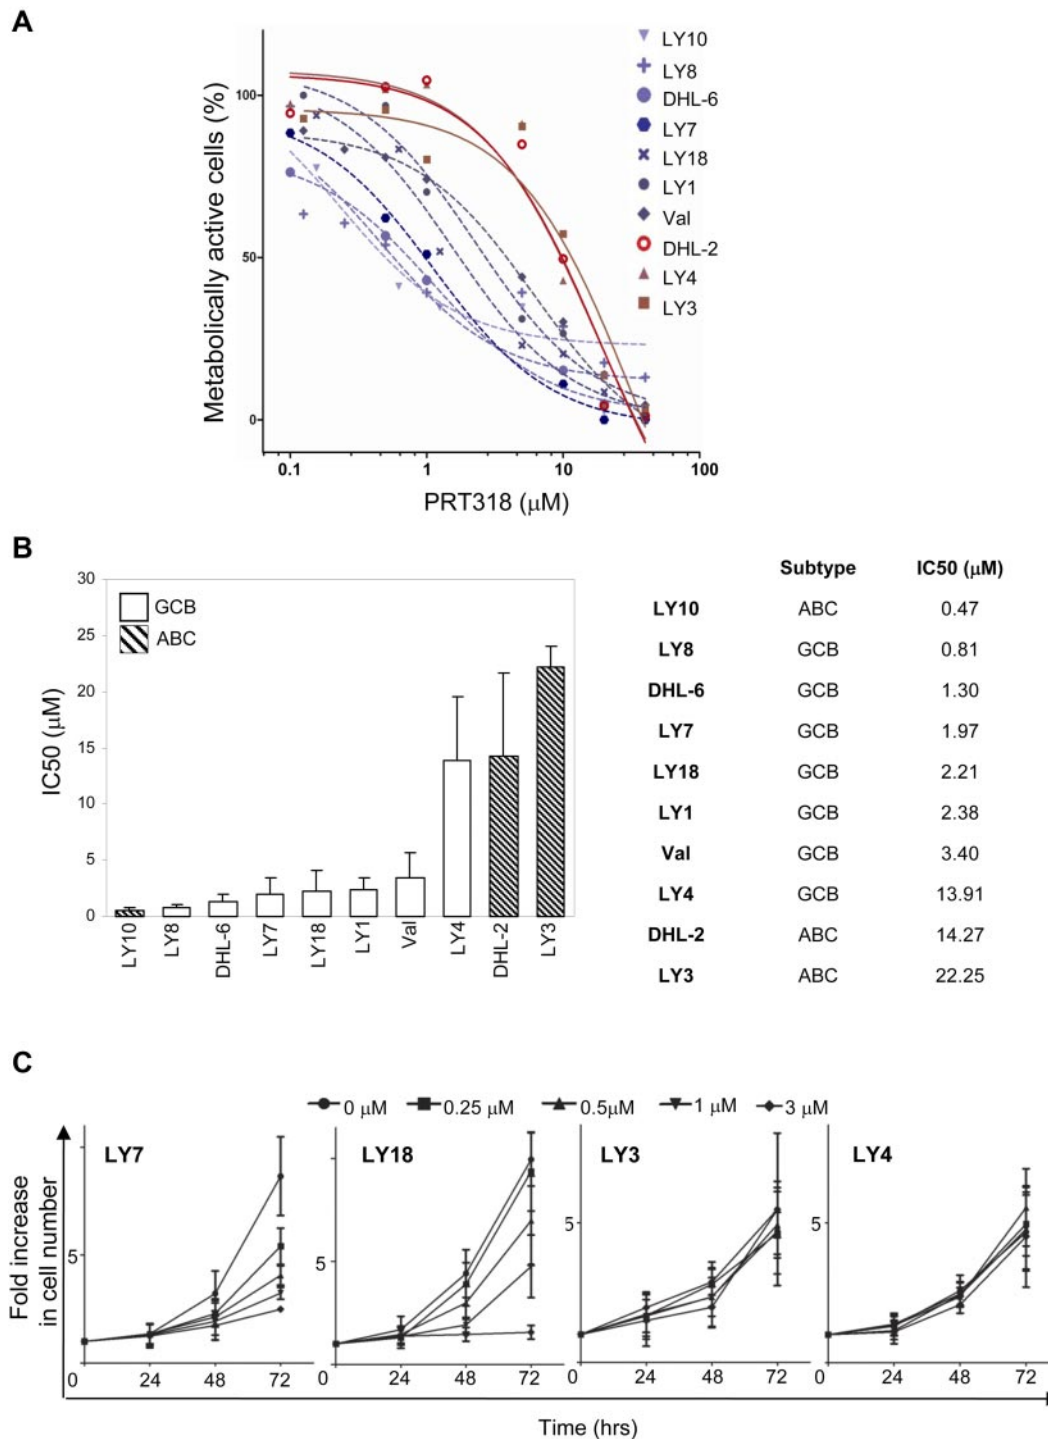 A
Metabolically active cells (%)
100
50
0
0.1 1 10 100
PRT318 (μM)
LY10
LY8
DHL-6
LY7
LY18
LY1
Val
DHL-2
LY4
LY3
B
IC50 (μM)
30
25
20
15
10
5
0
GCB
ABC
LY10 LY8 DHL-6 LY7 LY18 LY1 Val LY4 DHL-2 LY3
Subtype IC50 (μM)
LY10 ABC 0.47
LY8 GCB 0.81
DHL-6 GCB 1.30
LY7 GCB 1.97
LY18 GCB 2.21
LY1 GCB 2.38
Val GCB 3.40
LY4 GCB 13.91
DHL-2 ABC 14.27
LY3 ABC 22.25
C
0 μM 0.25 μM 0.5μM 1 μM 3 μM
Fold increase
in cell number
LY7 LY18 LY3 LY4
5 5 5 5
0 24 48 72 0 24 48 72 0 24 48 72 0 24 48 72
Time (hrs)